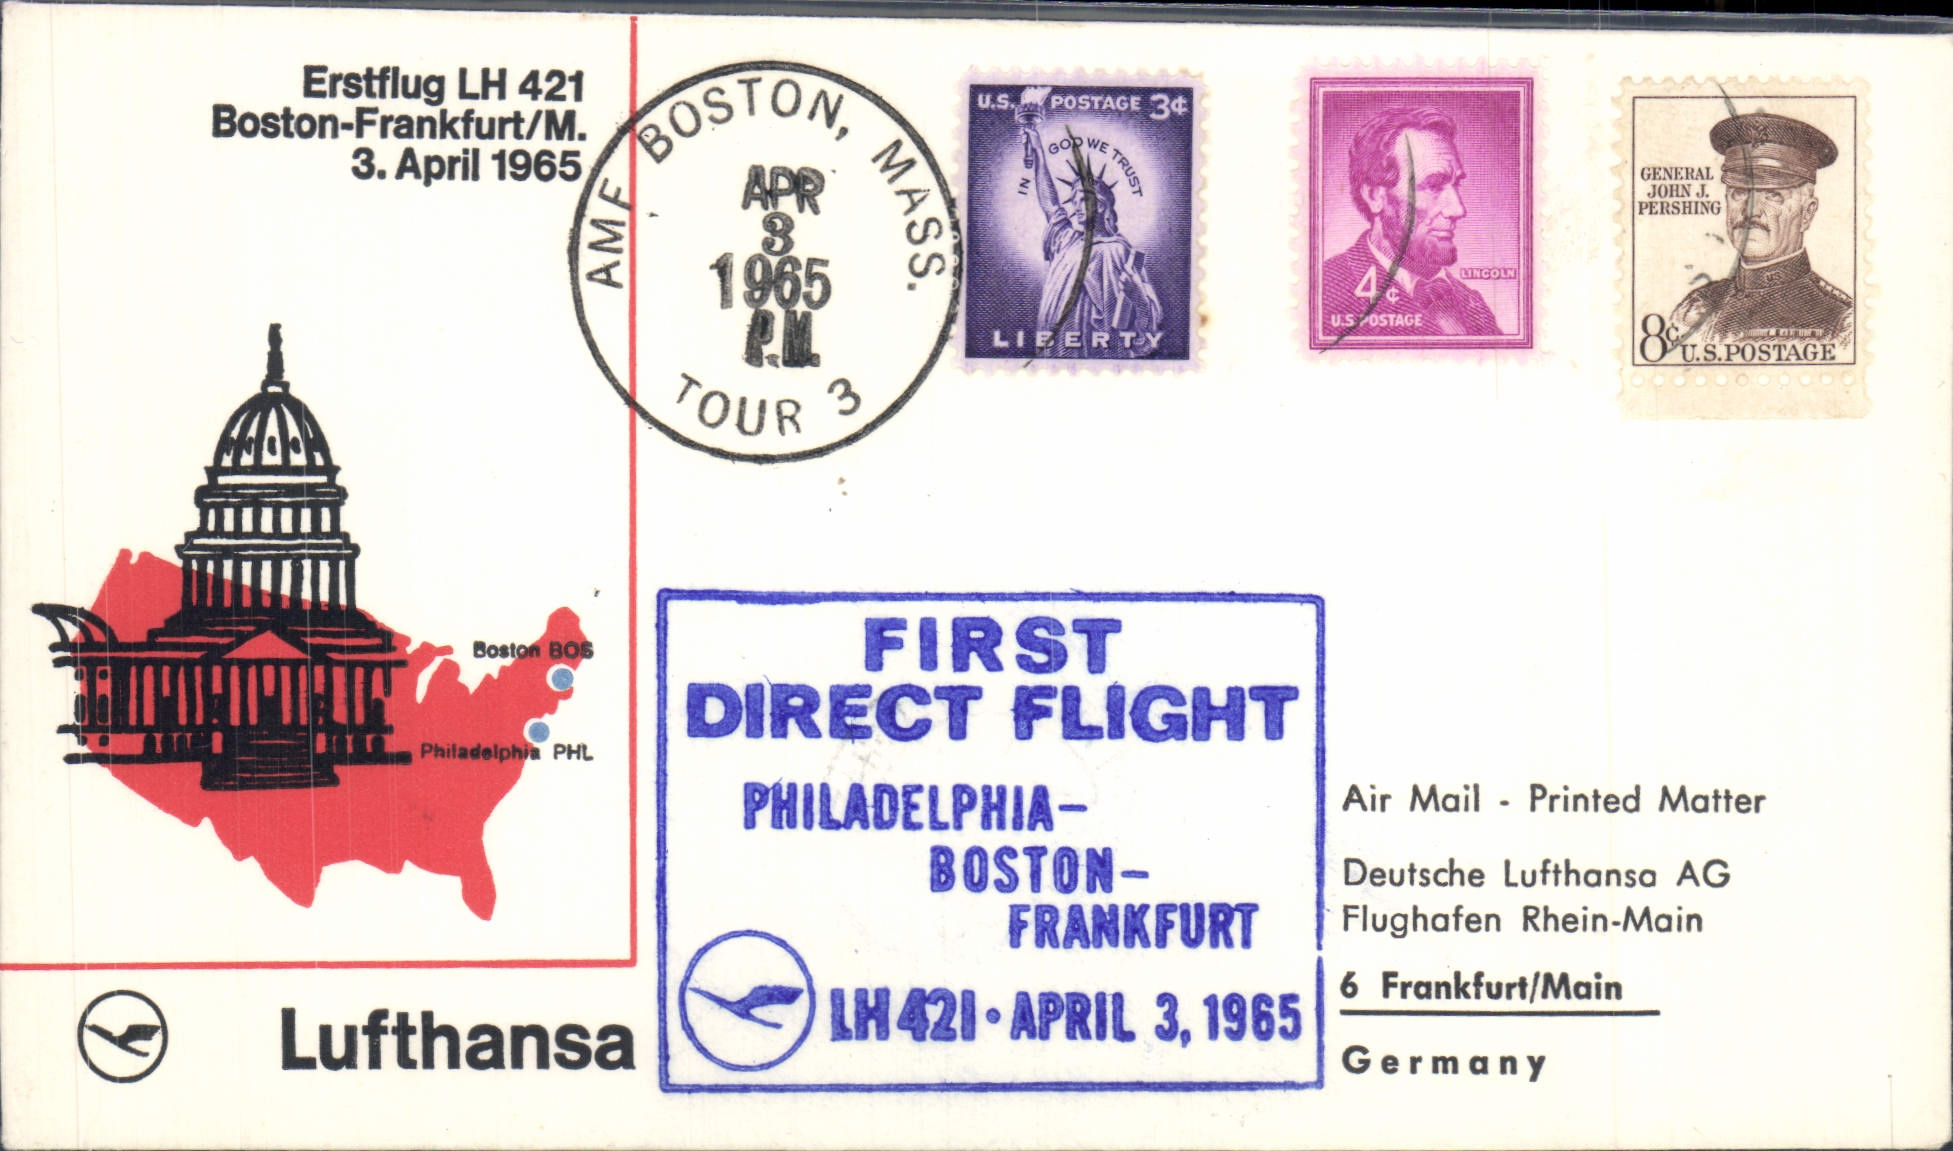 Erstflug LH 421
Boston-Frankfurt/M.
3. April 1965
AMF BOSTON, MASS.
APR
3
1965
P.M.
TOUR 3
U.S. POSTAGE 3¢
IN GOD WE TRUST
LIBERTY
LINCOLN
4¢
U.S. POSTAGE
GENERAL
JOHN J.
PERSHING
8¢ U.S. POSTAGE
Boston BOS
Philadelphia PHL
FIRST
DIRECT FLIGHT
PHILADELPHIA-
BOSTON-
FRANKFURT
LH 421 · APRIL 3, 1965
Air Mail - Printed Matter
Deutsche Lufthansa AG
Flughafen Rhein-Main
6 Frankfurt/Main
Germany
Lufthansa